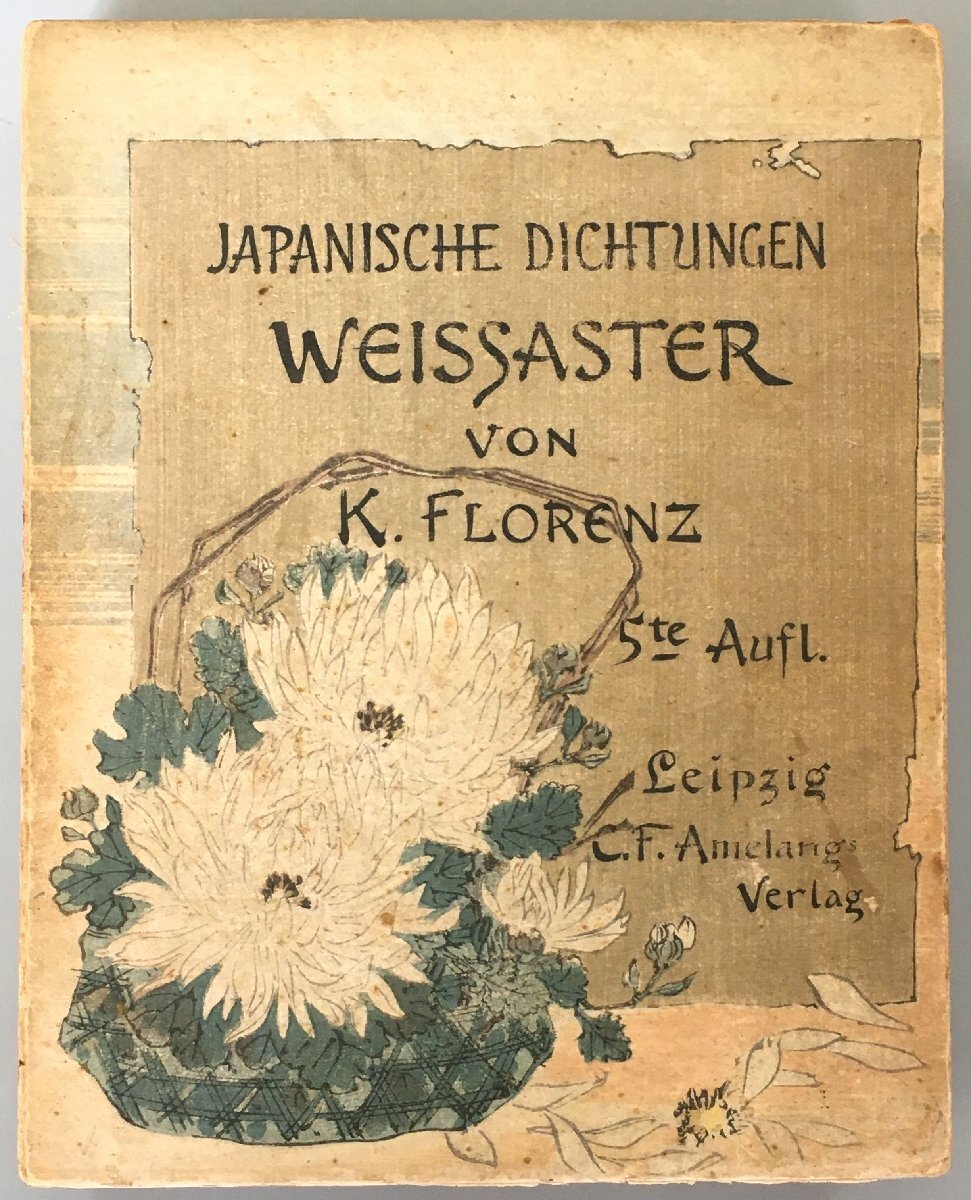 JAPANISCHE DICHTUNGEN
WEISSASTER
VON
K. FLORENZ
5te Aufl.
Leipzig
C.F. Amelangs
Verlag